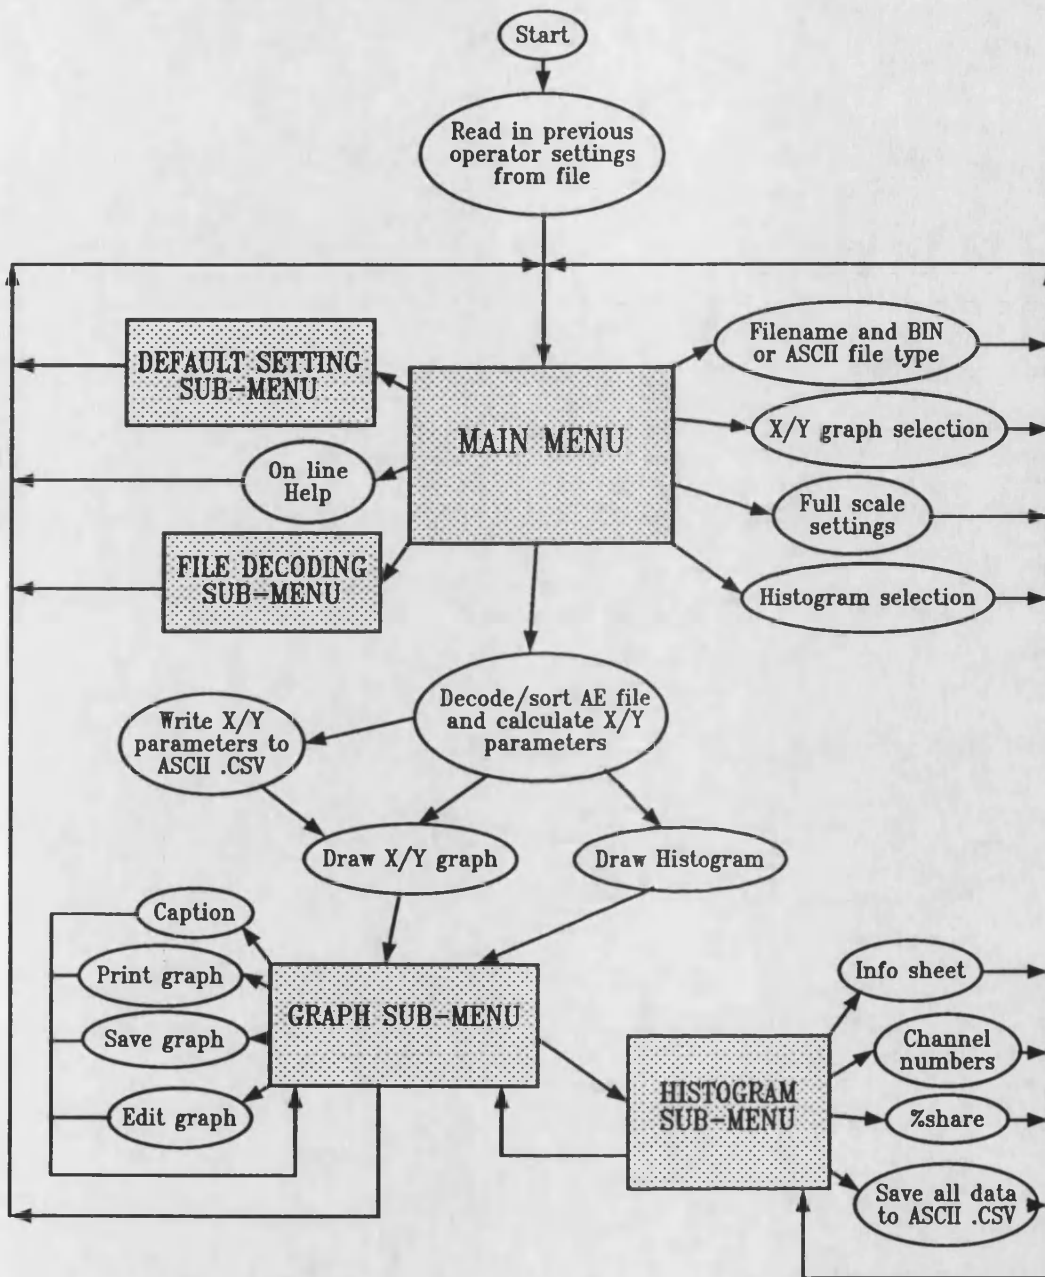 Start
Read in previous
operator settings
from file
DEFAULT SETTING
SUB-MENU
On line
Help
FILE DECODING
SUB-MENU
MAIN MENU
Filename and BIN
or ASCII file type
X/Y graph selection
Full scale
settings
Histogram selection
Decode/sort AE file
and calculate X/Y
parameters
Write X/Y
parameters to
ASCII .CSV
Draw X/Y graph
Draw Histogram
Caption
Print graph
Save graph
Edit graph
GRAPH SUB-MENU
HISTOGRAM
SUB-MENU
Info sheet
Channel
numbers
%share
Save all data
to ASCII .CSV